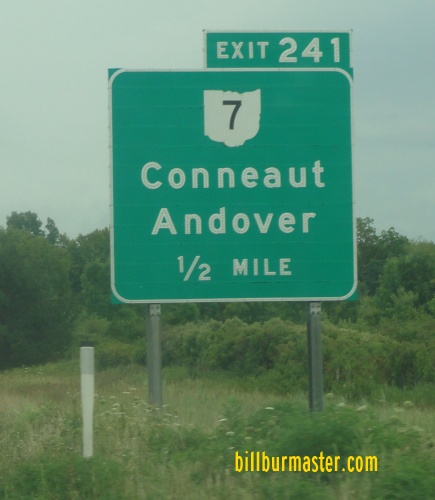 EXIT 241
7
Conneaut
Andover
1/2 MILE
billburmaster.com